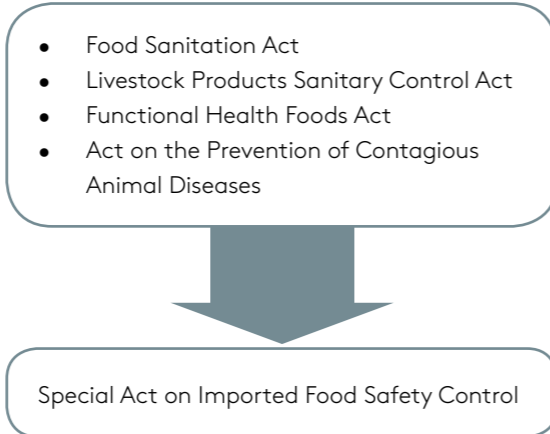 • Food Sanitation Act
• Livestock Products Sanitary Control Act
• Functional Health Foods Act
• Act on the Prevention of Contagious
Animal Diseases
Special Act on Imported Food Safety Control